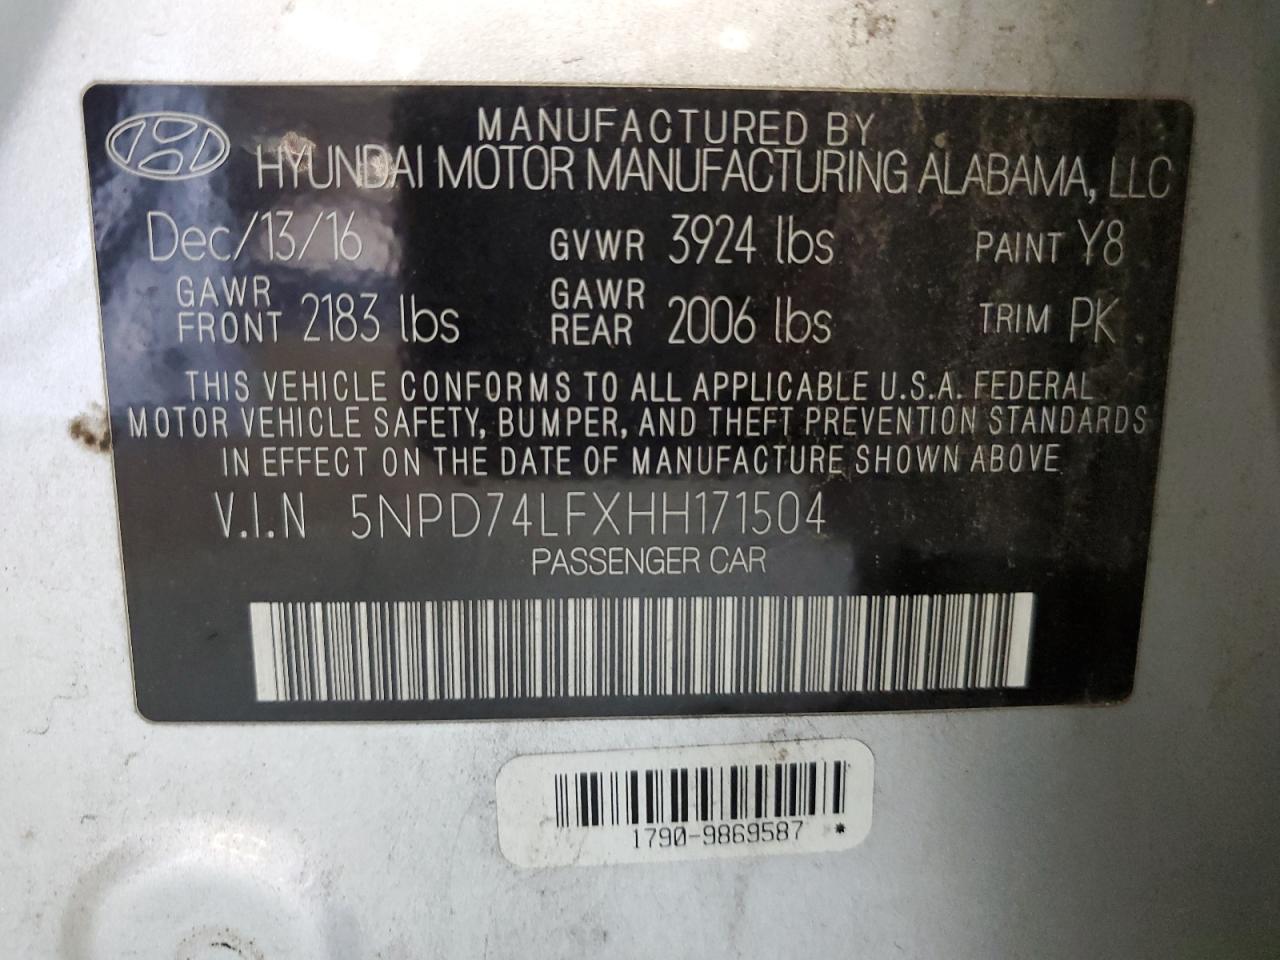 MANUFACTURED BY
HYUNDAI MOTOR MANUFACTURING ALABAMA, LLC
Dec/13/16 GVWR 3924 lbs PAINT Y8
GAWR FRONT 2183 lbs GAWR REAR 2006 lbs TRIM PK
THIS VEHICLE CONFORMS TO ALL APPLICABLE U.S.A. FEDERAL
MOTOR VEHICLE SAFETY, BUMPER, AND THEFT PREVENTION STANDARDS
IN EFFECT ON THE DATE OF MANUFACTURE SHOWN ABOVE
V.I.N 5NPD74LFXHH171504
PASSENGER CAR
1790-9869587 *